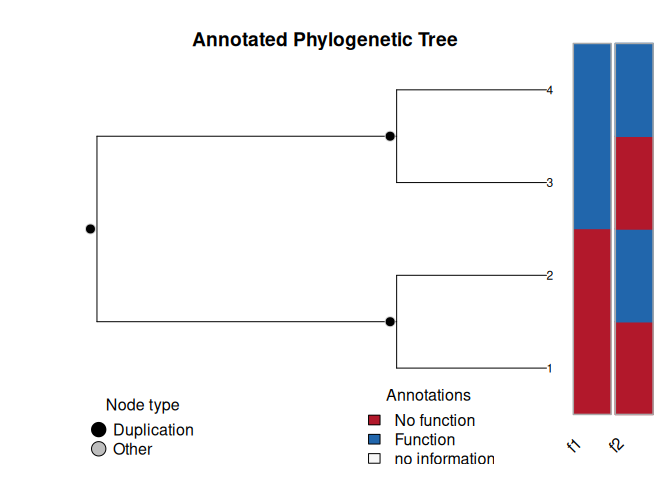 Annotated Phylogenetic Tree
4
3
2
1
Node type
Duplication
Other
Annotations
No function
Function
no information
f1
f2